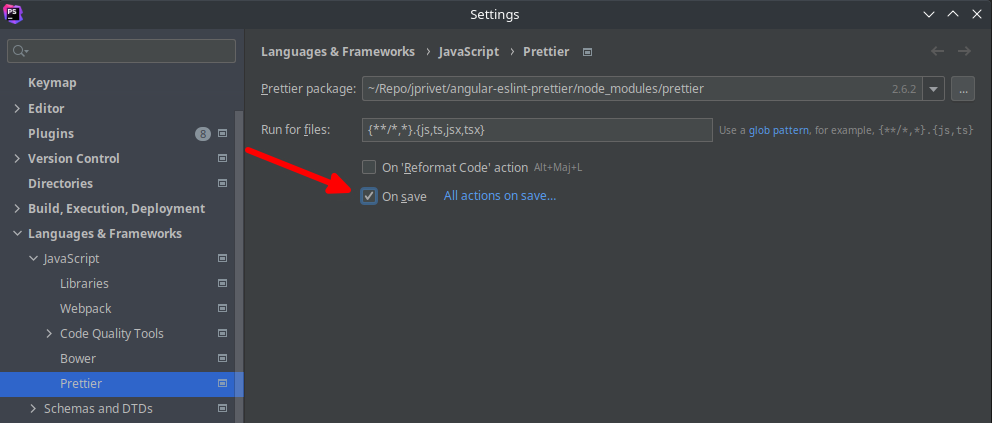 PS
Settings
Keymap
Editor
Plugins 8
Version Control
Directories
Build, Execution, Deployment
Languages & Frameworks
JavaScript
Libraries
Webpack
Code Quality Tools
Bower
Prettier
Schemas and DTDs
Languages & Frameworks › JavaScript › Prettier
Prettier package: ~/Repo/jprivet/angular-eslint-prettier/node_modules/prettier 2.6.2 ...
Run for files: {**/*,*}.{js,ts,jsx,tsx} Use a glob pattern, for example, {**/*,*}.{js,ts}
On 'Reformat Code' action Alt+Maj+L
On save All actions on save...